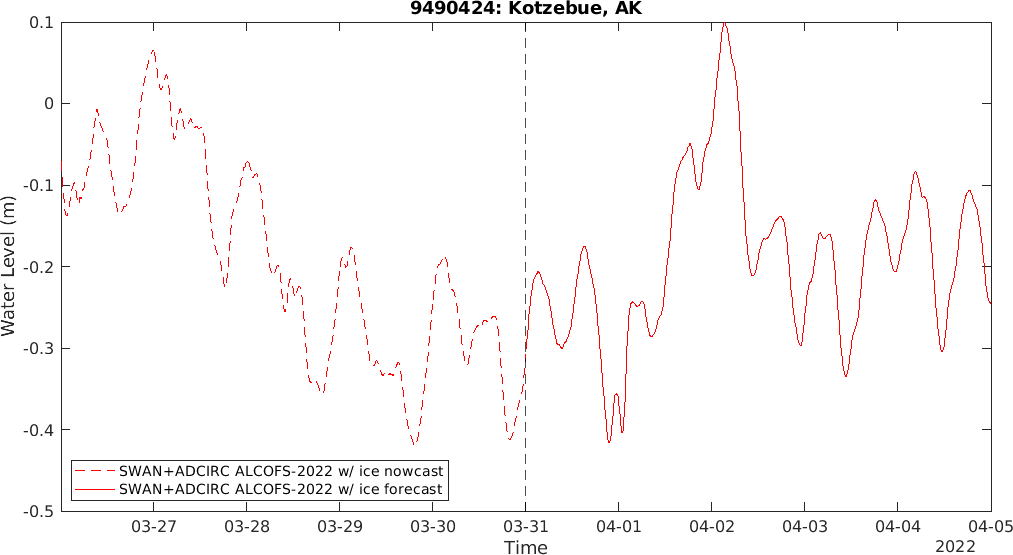 9490424: Kotzebue, AK
0.1
0
-0.1
-0.2
-0.3
-0.4
-0.5
Water Level (m)
SWAN+ADCIRC ALCOFS-2022 w/ ice nowcast
SWAN+ADCIRC ALCOFS-2022 w/ ice forecast
03-27 03-28 03-29 03-30 03-31 04-01 04-02 04-03 04-04 04-05
Time
2022